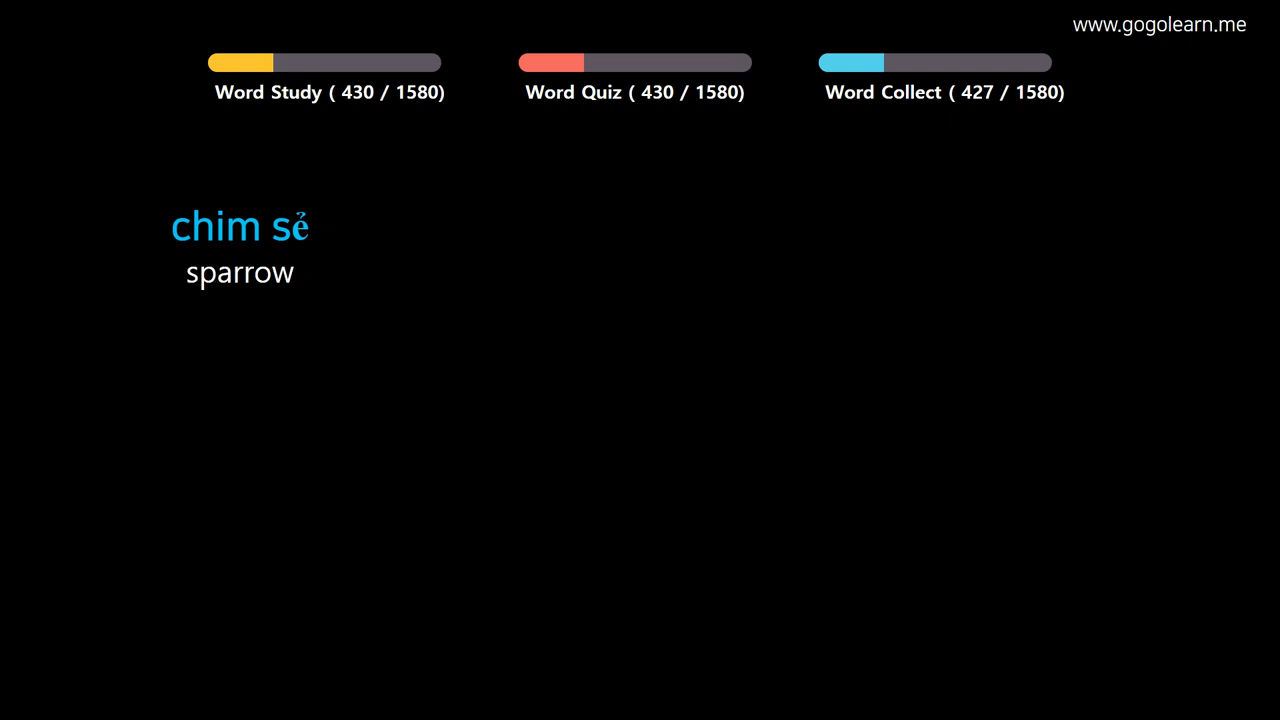 www.gogolearn.me
Word Study ( 430 / 1580)
Word Quiz ( 430 / 1580)
Word Collect ( 427 / 1580)
chim sẻ
sparrow